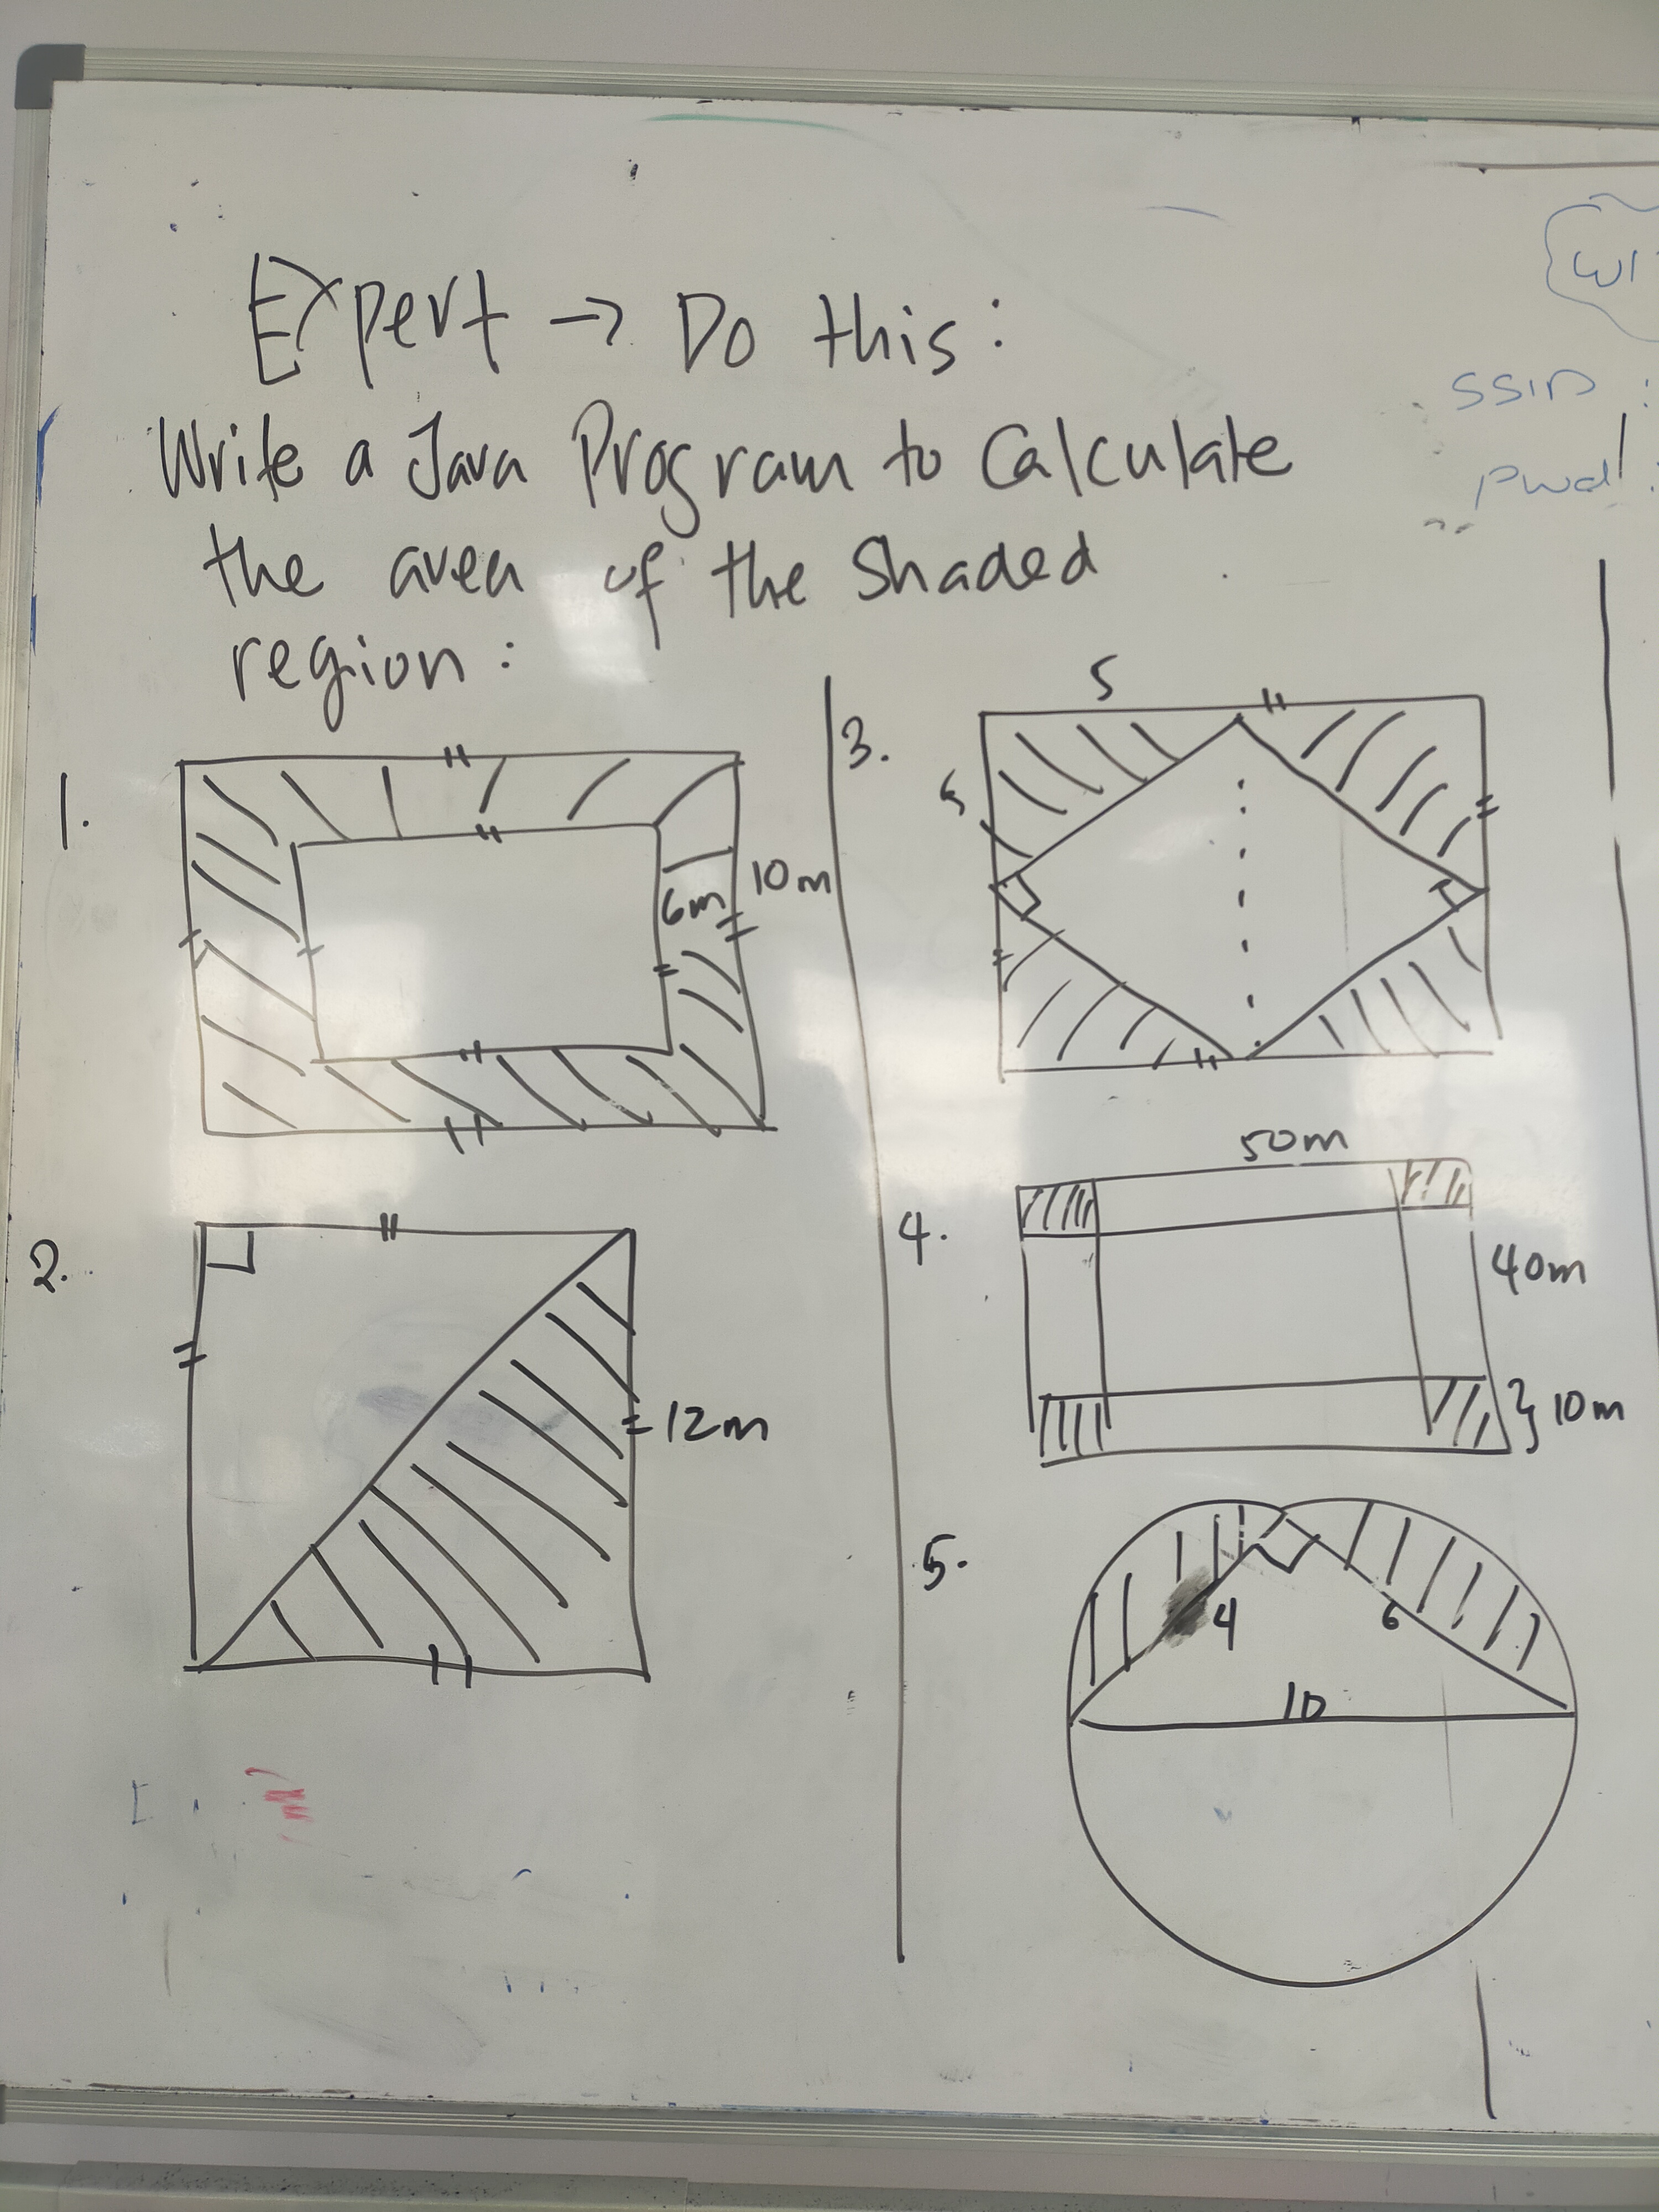 Expert → Do this:
Write a Java Program to Calculate
the area of the Shaded
region:
1.
6m
10m
2.
12m
3.
5
5
4.
50m
40m
10m
5.
4
6
10
WI
SSID :
pwd :